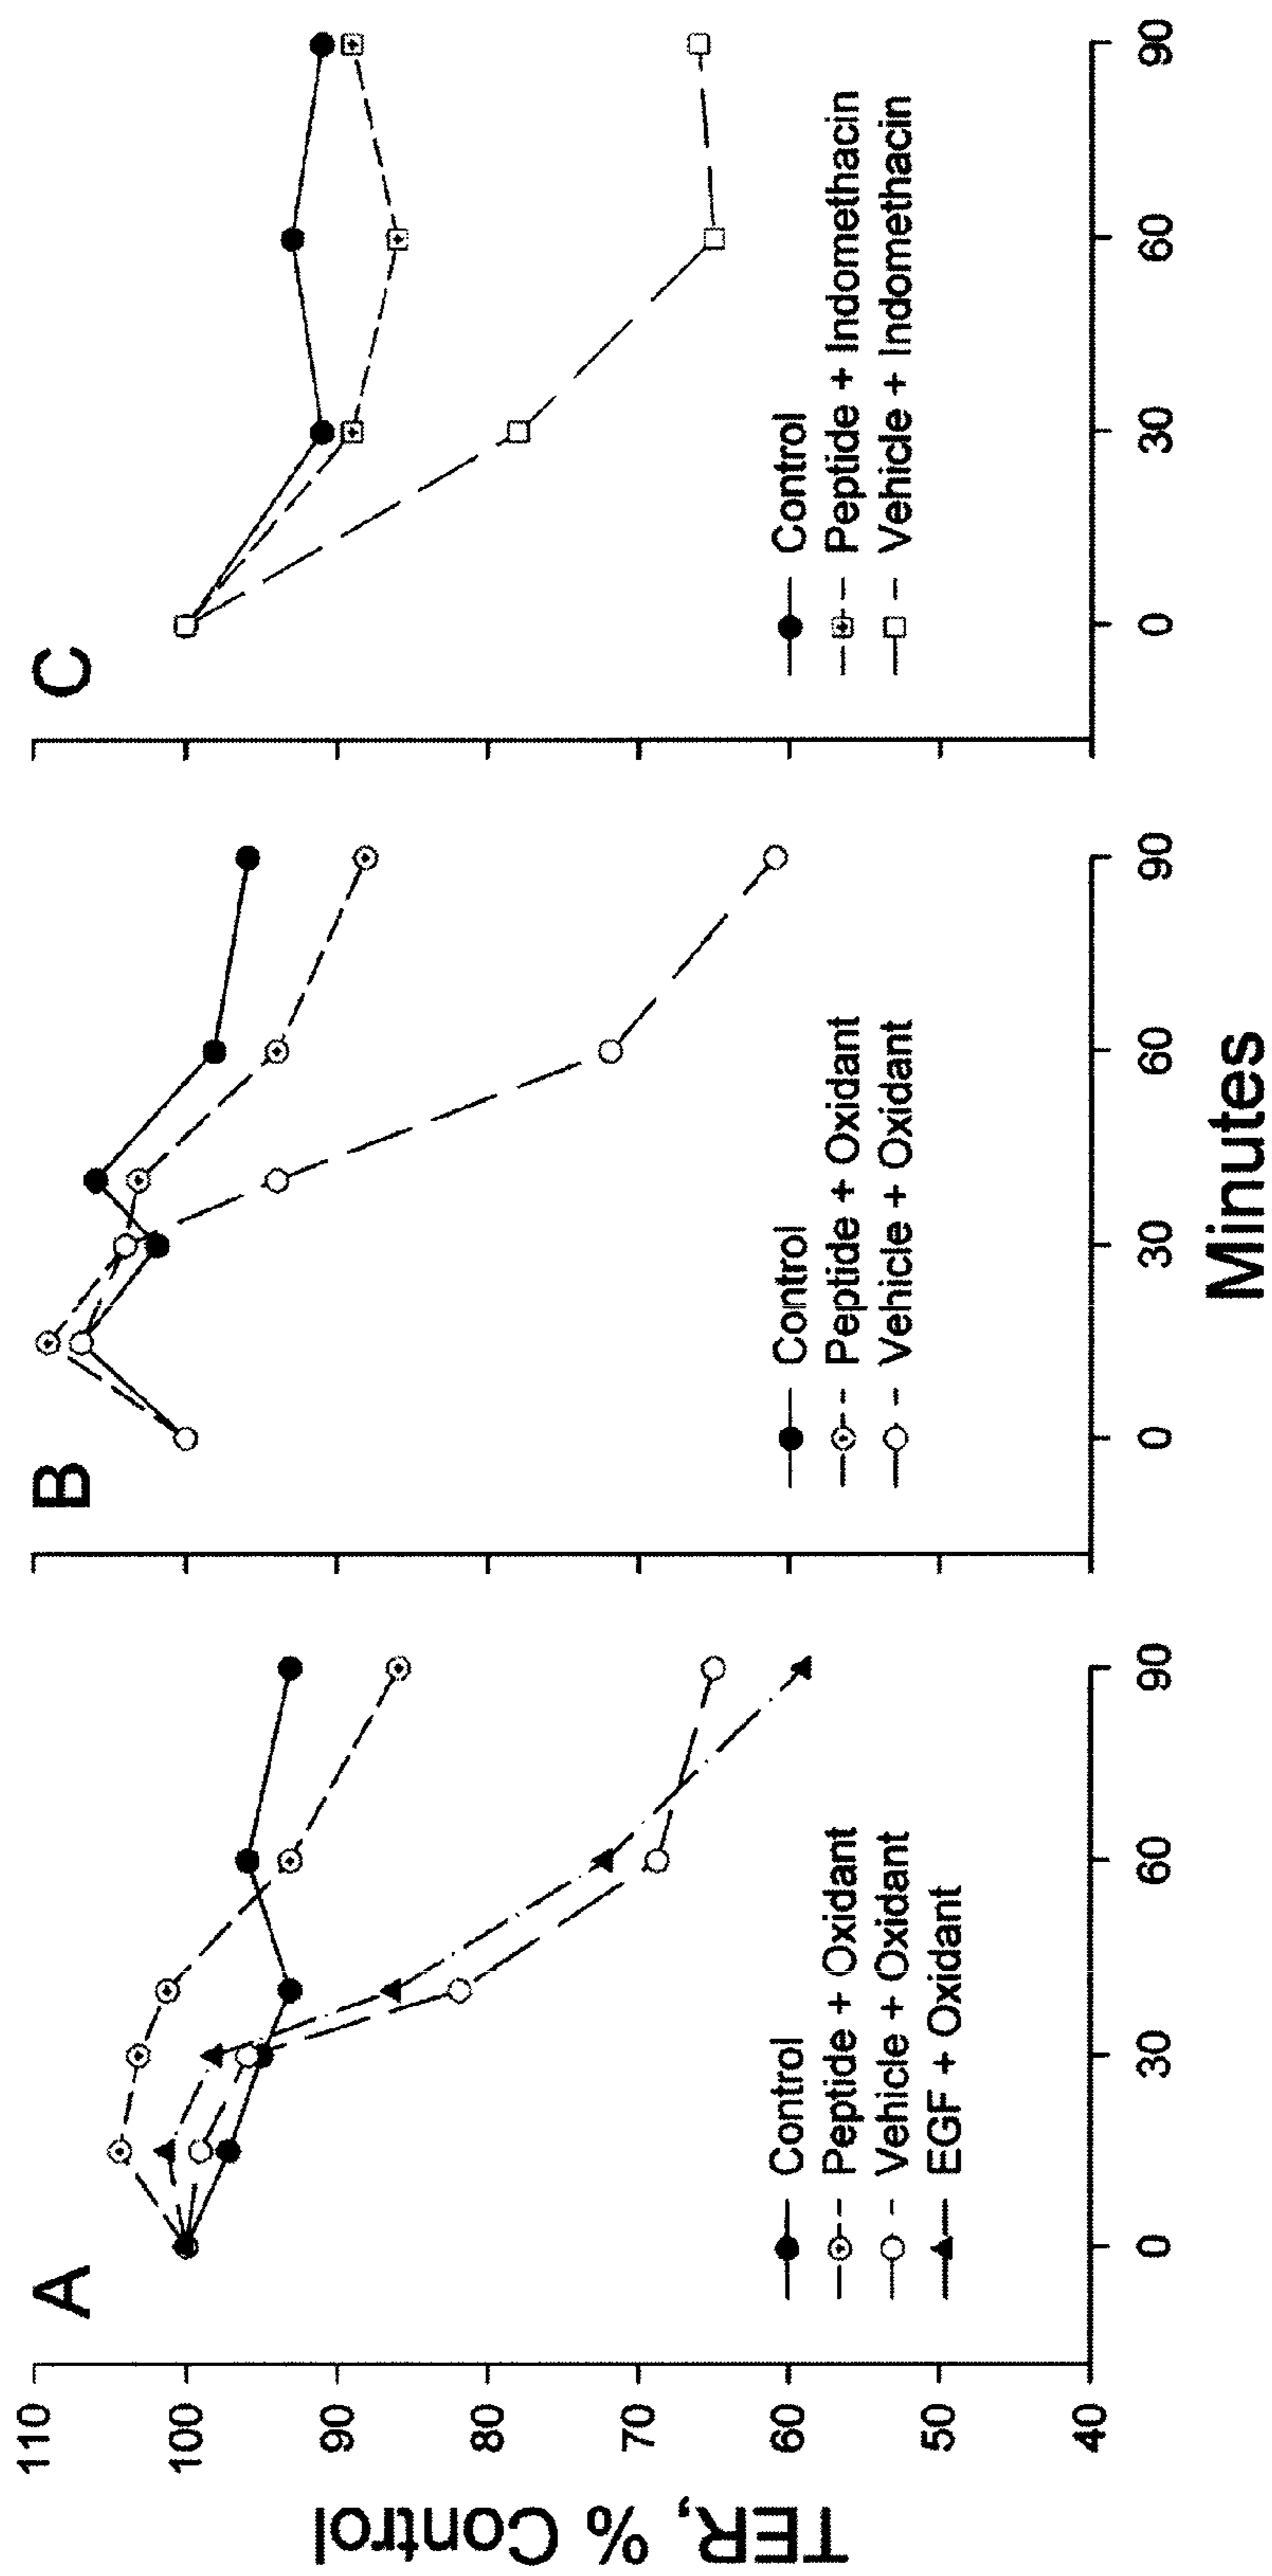 TER, % Control
110
100
90
80
70
60
50
40
A
Control
Peptide + Oxidant
Vehicle + Oxidant
EGF + Oxidant
0 30 60 90
B
Control
Peptide + Oxidant
Vehicle + Oxidant
0 30 60 90
C
Control
Peptide + Indomethacin
Vehicle + Indomethacin
0 30 60 90
Minutes